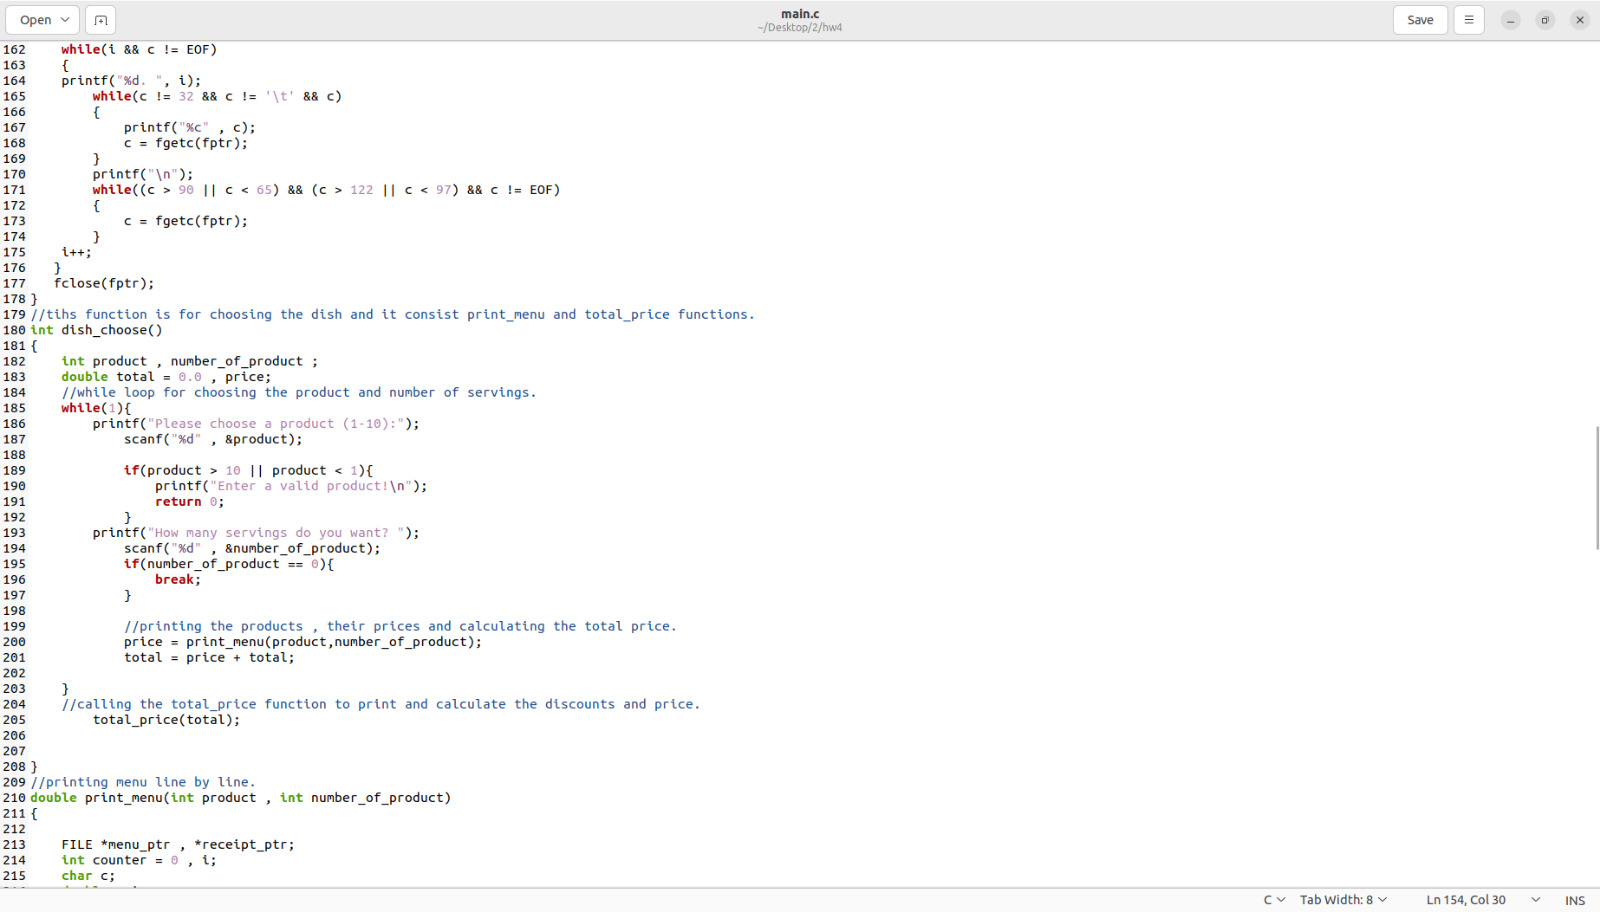 Open
main.c
~/Desktop/2/hw4
Save
162 while(i && c != EOF)
163 {
164 printf("%d. ", i);
165 while(c != 32 && c != '\t' && c)
166 {
167 printf("%c" , c);
168 c = fgetc(fptr);
169 }
170 printf("\n");
171 while((c > 90 || c < 65) && (c > 122 || c < 97) && c != EOF)
172 {
173 c = fgetc(fptr);
174 }
175 i++;
176 }
177 fclose(fptr);
178 }
179 //tihs function is for choosing the dish and it consist print_menu and total_price functions.
180 int dish_choose()
181 {
182 int product , number_of_product ;
183 double total = 0.0 , price;
184 //while loop for choosing the product and number of servings.
185 while(1){
186 printf("Please choose a product (1-10):");
187 scanf("%d" , &product);
188
189 if(product > 10 || product < 1){
190 printf("Enter a valid product!\n");
191 return 0;
192 }
193 printf("How many servings do you want? ");
194 scanf("%d" , &number_of_product);
195 if(number_of_product == 0){
196 break;
197 }
198
199 //printing the products , their prices and calculating the total price.
200 price = print_menu(product,number_of_product);
201 total = price + total;
202
203 }
204 //calling the total_price function to print and calculate the discounts and price.
205 total_price(total);
206
207
208 }
209 //printing menu line by line.
210 double print_menu(int product , int number_of_product)
211 {
212
213 FILE *menu_ptr , *receipt_ptr;
214 int counter = 0 , i;
215 char c;
C Tab Width: 8 Ln 154, Col 30 INS